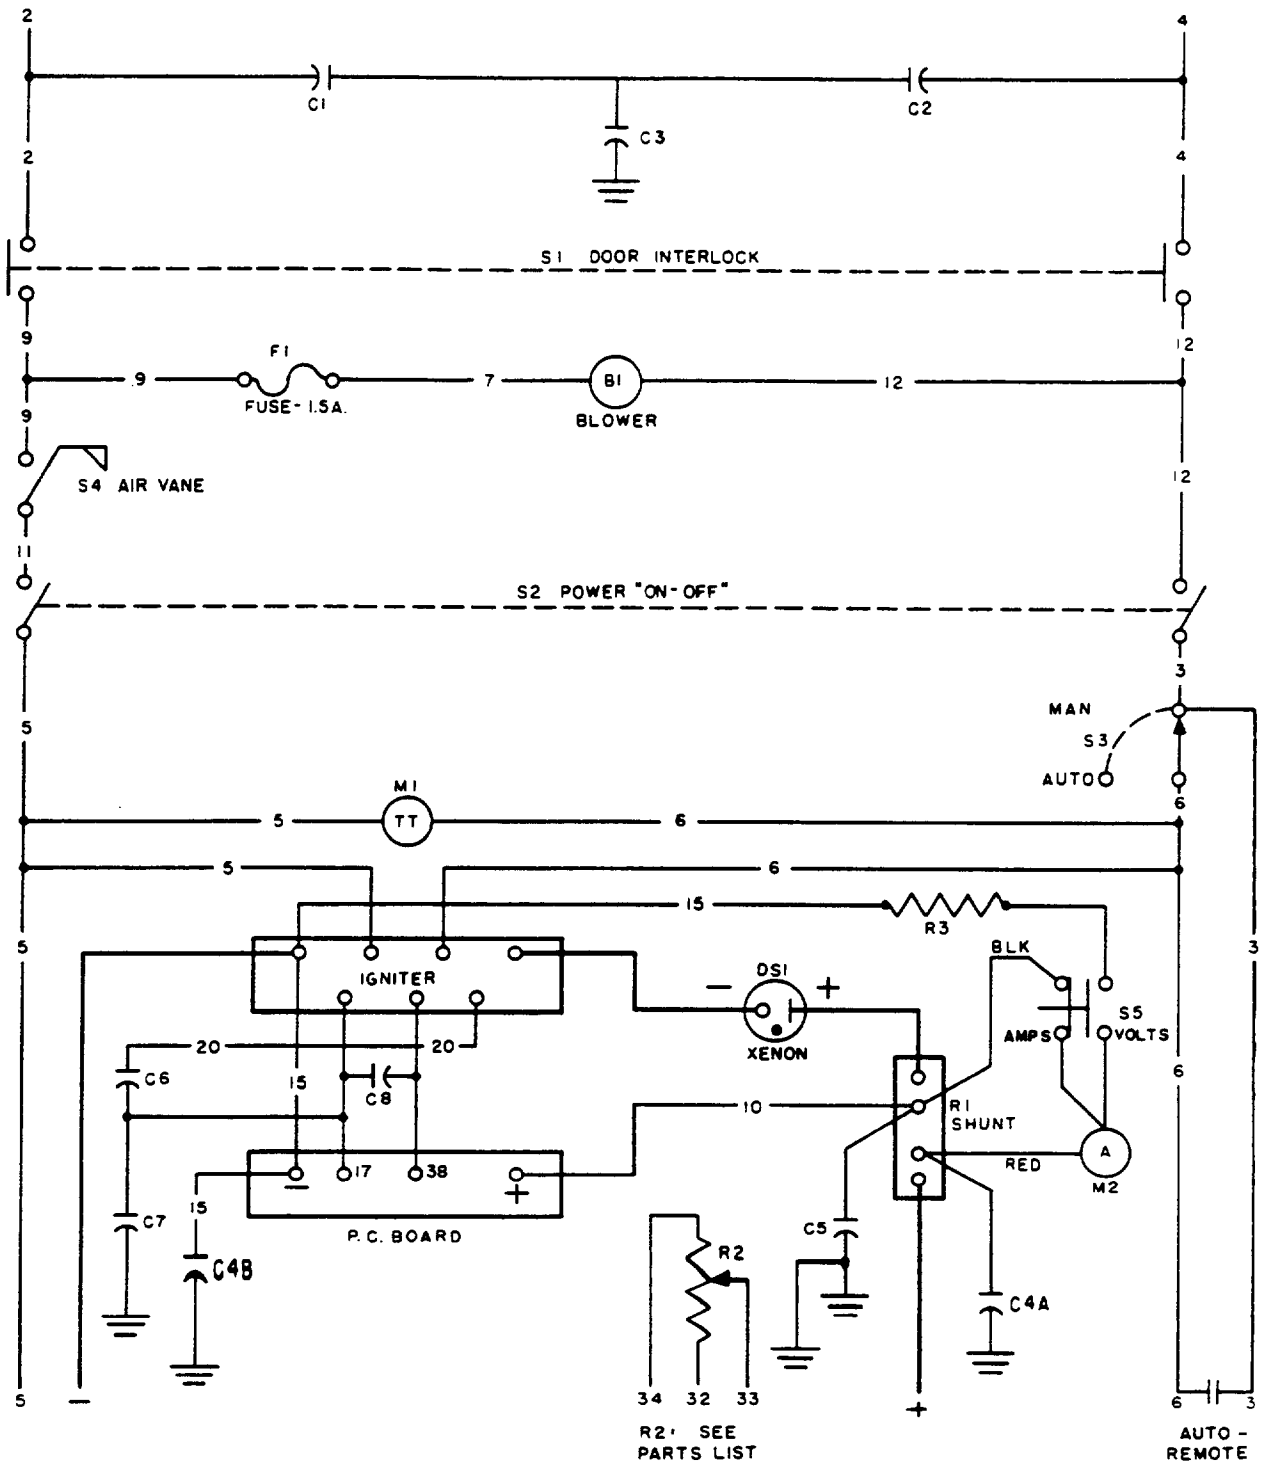 2
4
C1
C2
C3
2
4
S1 DOOR INTERLOCK
9
12
F1
9
7
B1
12
FUSE-1.5A.
BLOWER
9
S4 AIR VANE
12
11
S2 POWER "ON-OFF"
3
5
MAN
S3
AUTO
M1
6
5
TT
6
5
6
15
R3
BLK
5
3
IGNITER
DS1
-
+
S5
AMPS
VOLTS
XENON
20
20
C6
15
C8
6
10
R1
SHUNT
A
RED
M2
-
17
38
+
15
C7
C5
P.C. BOARD
R2
C4B
C4A
5
-
34
32
33
+
6
3
R2: SEE
PARTS LIST
AUTO-
REMOTE